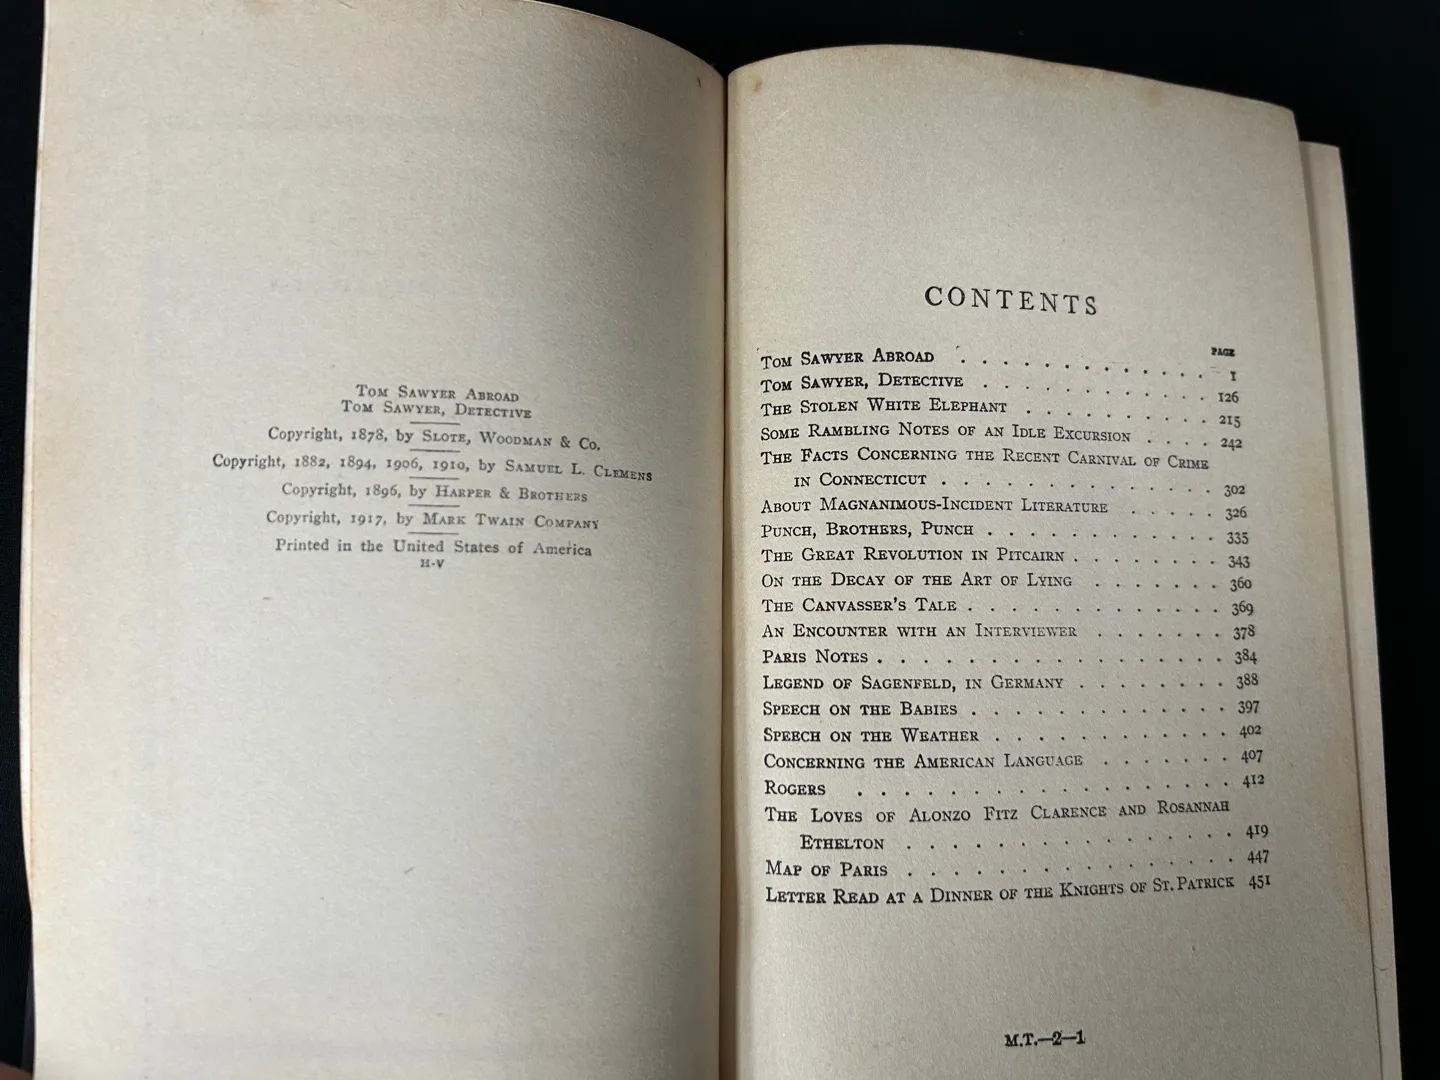 Tom Sawyer Abroad
Tom Sawyer, Detective
Copyright, 1878, by Slote, Woodman & Co.
Copyright, 1882, 1894, 1906, 1910, by Samuel L. Clemens
Copyright, 1896, by Harper & Brothers
Copyright, 1917, by Mark Twain Company
Printed in the United States of America
H-V
CONTENTS
PAGE
Tom Sawyer Abroad . . . . . . . . . . . . 1
Tom Sawyer, Detective . . . . . . . . . . . 126
The Stolen White Elephant . . . . . . . . . 215
Some Rambling Notes of an Idle Excursion . . . . 242
The Facts Concerning the Recent Carnival of Crime
in Connecticut . . . . . . . . . . . . . 302
About Magnanimous-Incident Literature . . . . . 326
Punch, Brothers, Punch . . . . . . . . . . . 335
The Great Revolution in Pitcairn . . . . . . . . 343
On the Decay of the Art of Lying . . . . . . . 360
The Canvasser's Tale . . . . . . . . . . . . . 369
An Encounter with an Interviewer . . . . . . . 378
Paris Notes . . . . . . . . . . . . . . . . 384
Legend of Sagenfeld, in Germany . . . . . . . . 388
Speech on the Babies . . . . . . . . . . . . . 397
Speech on the Weather . . . . . . . . . . . . 402
Concerning the American Language . . . . . . . 407
Rogers . . . . . . . . . . . . . . . . . 412
The Loves of Alonzo Fitz Clarence and Rosannah
Ethelton . . . . . . . . . . . . . . . 419
Map of Paris . . . . . . . . . . . . . . . 447
Letter Read at a Dinner of the Knights of St. Patrick 451
M.T.—2—1